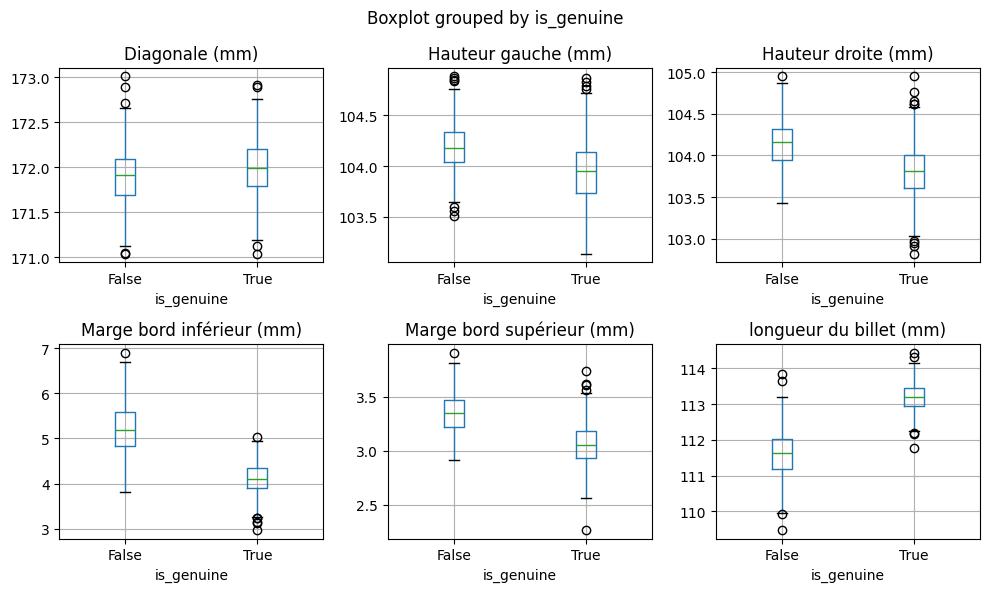 Boxplot grouped by is_genuine
Diagonale (mm)
173.0
172.5
172.0
171.5
171.0
False True
is_genuine
Hauteur gauche (mm)
104.5
104.0
103.5
False True
is_genuine
Hauteur droite (mm)
105.0
104.5
104.0
103.5
103.0
False True
is_genuine
Marge bord inférieur (mm)
7
6
5
4
3
False True
is_genuine
Marge bord supérieur (mm)
3.5
3.0
2.5
False True
is_genuine
longueur du billet (mm)
114
113
112
111
110
False True
is_genuine